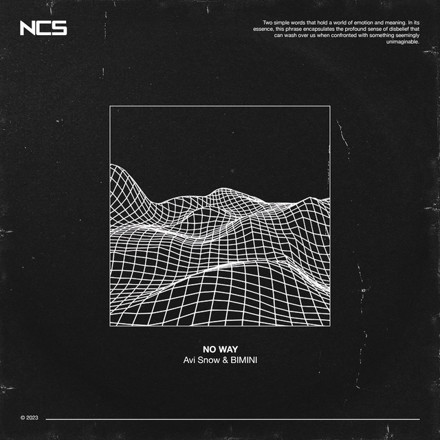 NCS
Two simple words that hold a world of emotion and meaning. In its
essence, this phrase encapsulates the profound sense of disbelief that
can wash over us when confronted with something seemingly
unimaginable.
NO WAY
Avi Snow & BIMINI
© 2023